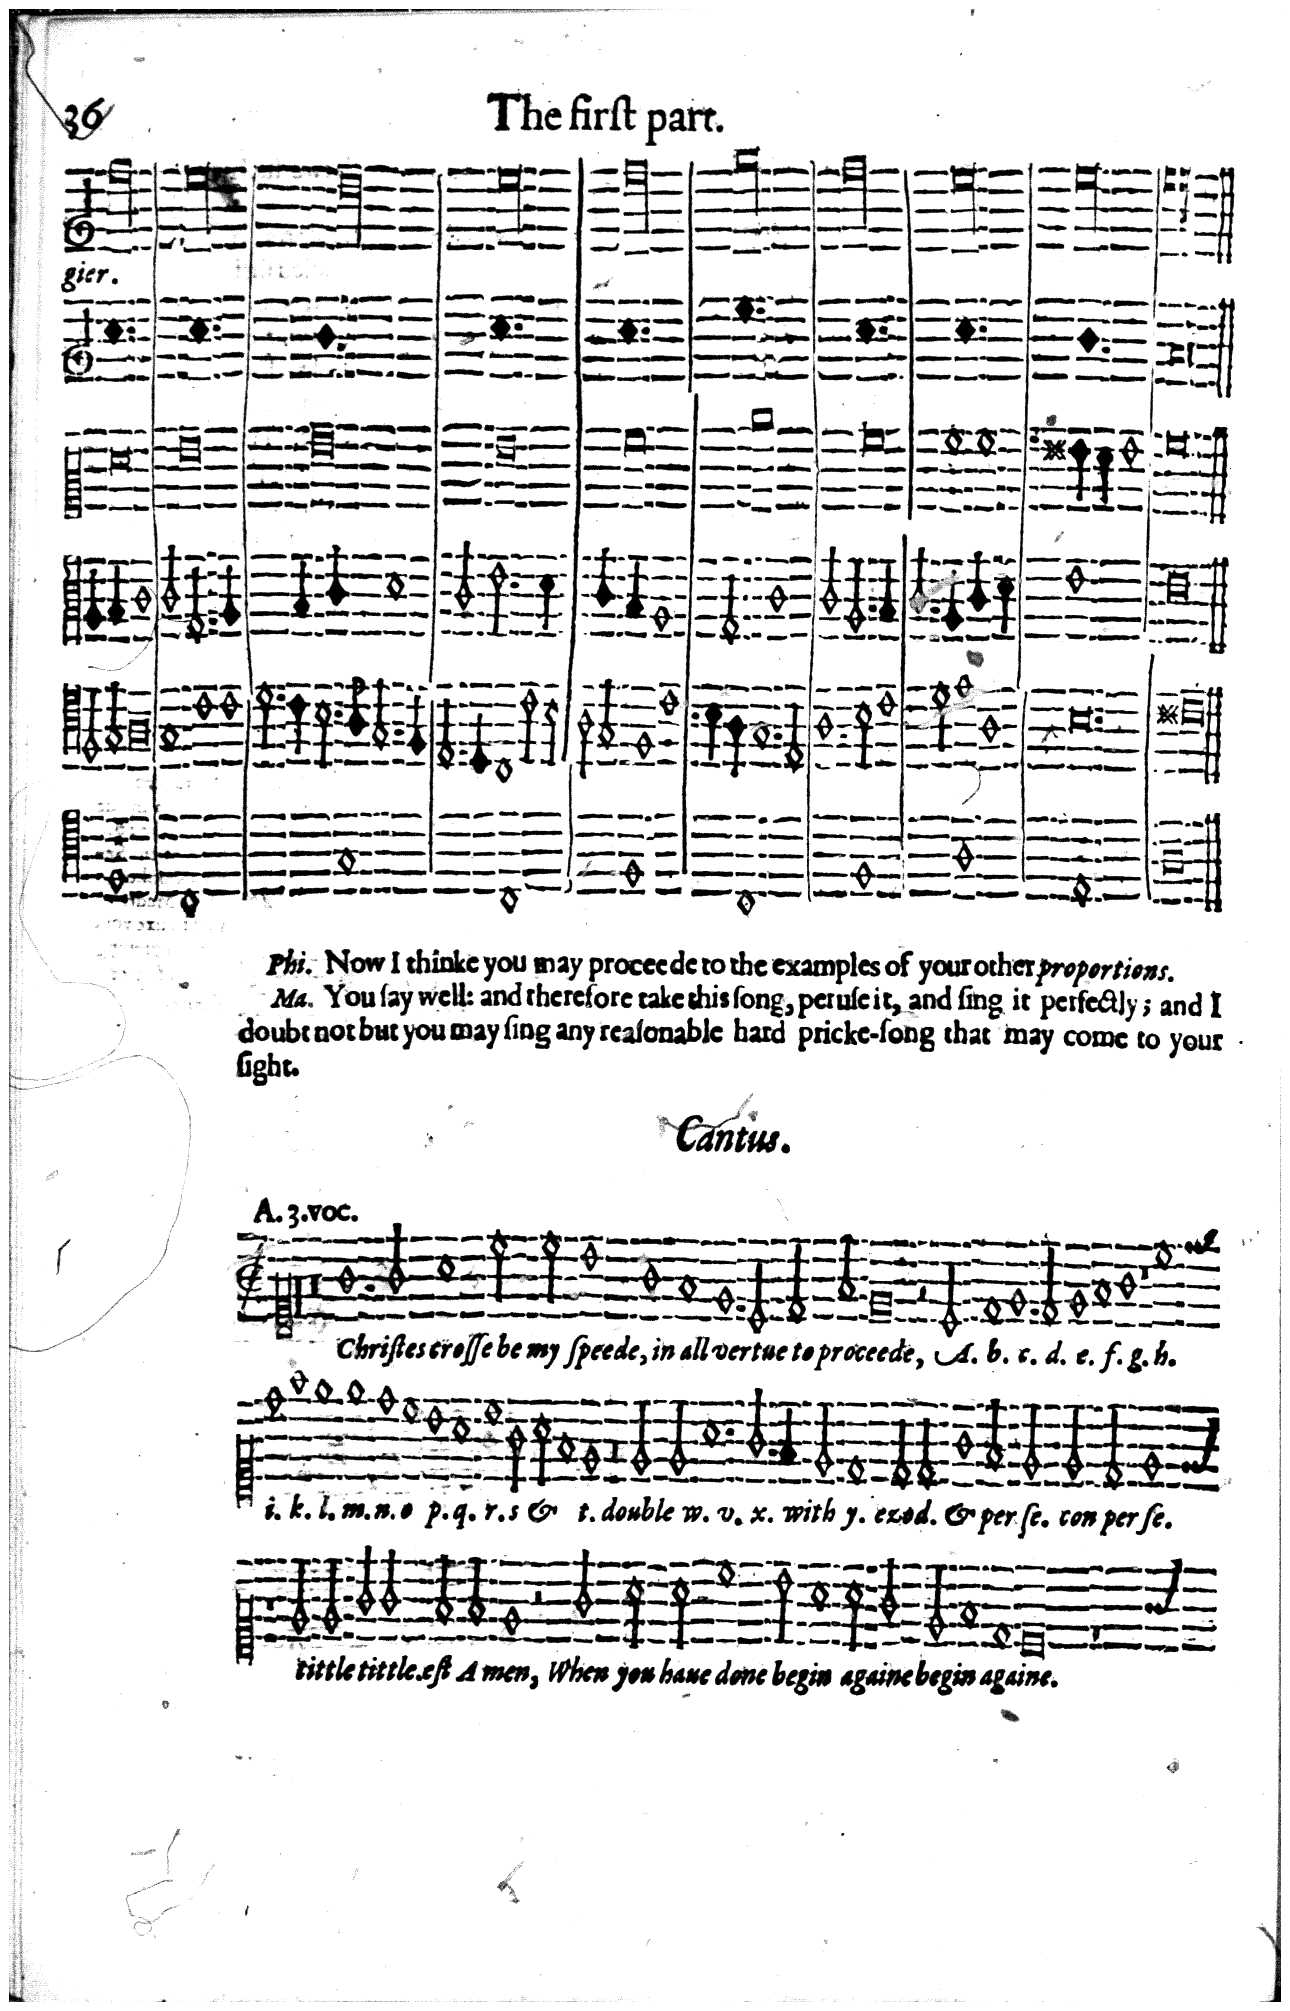 36
The firſt part.
gier.
Phi. Now I thinke you may proceede to the examples of your other proportions.
Ma. You ſay well: and therefore take this ſong, peruſe it, and ſing it perfectly; and I
doubt not but you may ſing any reaſonable hard pricke-ſong that may come to your
ſight.
Cantus.
A. 3. voc.
Chriſtes croſſe be my ſpeede, in all vertue to proceede, A. b. c. d. e. f. g. h.
i. k. l. m. n. o p. q. r. s & t. double w. v. x. with y. ezod. & per ſe. con per ſe.
tittle tittle. eſt Amen, When you haue done begin againe begin againe.